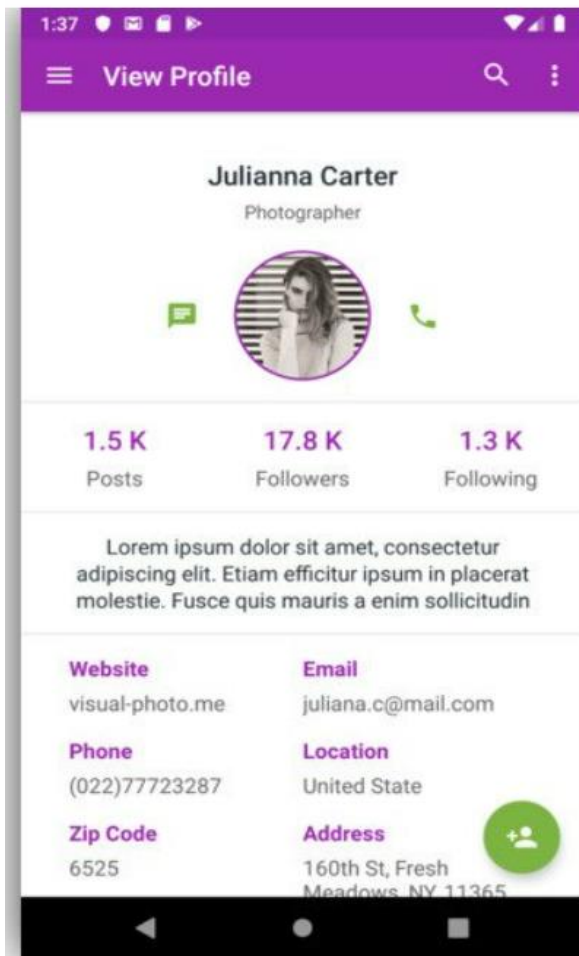 1:37
View Profile
Julianna Carter
Photographer
1.5 K
17.8 K
1.3 K
Posts
Followers
Following
Lorem ipsum dolor sit amet, consectetur
adipiscing elit. Etiam efficitur ipsum in placerat
molestie. Fusce quis mauris a enim sollicitudin
Website
Email
visual-photo.me
juliana.c@mail.com
Phone
Location
(022)77723287
United State
Zip Code
Address
6525
160th St, Fresh
Meadows, NY, 11365